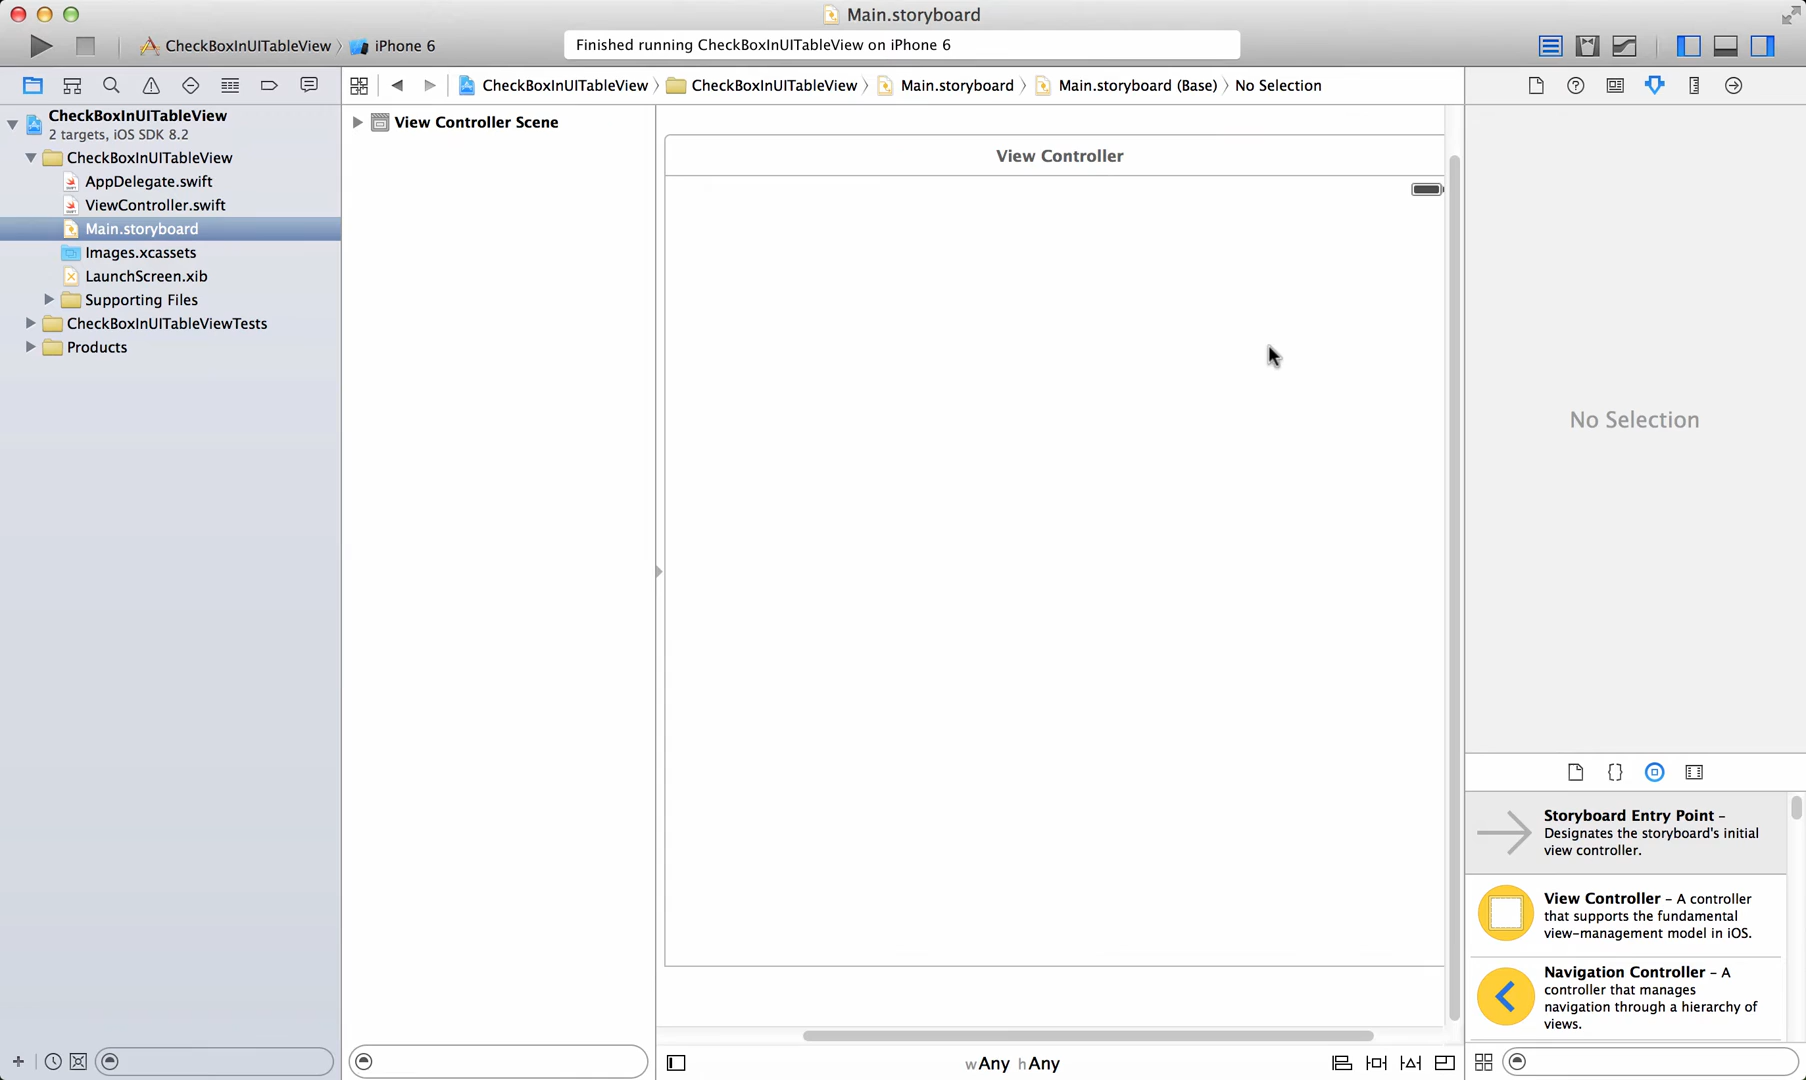 Main.storyboard
CheckBoxInUITableView
iPhone 6
Finished running CheckBoxInUITableView on iPhone 6
CheckBoxInUITableView
CheckBoxInUITableView
Main.storyboard
Main.storyboard (Base)
No Selection
CheckBoxInUITableView
2 targets, iOS SDK 8.2
CheckBoxInUITableView
AppDelegate.swift
ViewController.swift
Main.storyboard
Images.xcassets
LaunchScreen.xib
Supporting Files
CheckBoxInUITableViewTests
Products
View Controller Scene
View Controller
No Selection
Storyboard Entry Point –
Designates the storyboard's initial
view controller.
View Controller – A controller
that supports the fundamental
view-management model in iOS.
Navigation Controller – A
controller that manages
navigation through a hierarchy of
views.
wAny hAny